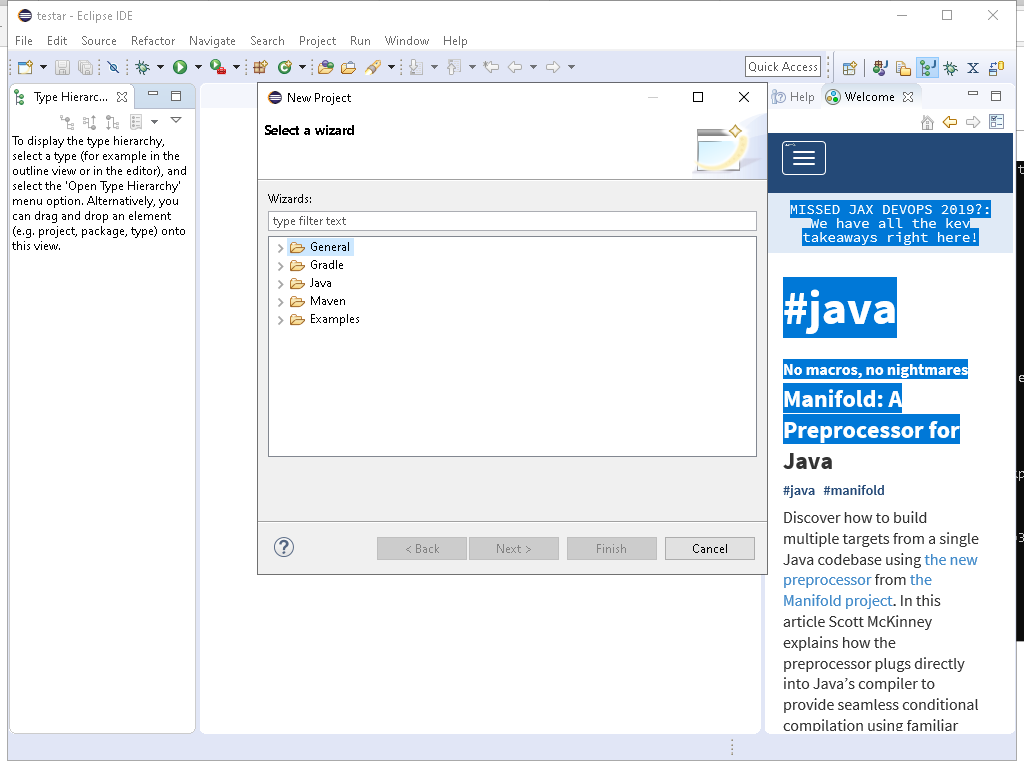 testar - Eclipse IDE
File Edit Source Refactor Navigate Search Project Run Window Help
Quick Access
Type Hierarc...
To display the type hierarchy,
select a type (for example in the
outline view or in the editor), and
select the 'Open Type Hierarchy'
menu option. Alternatively, you
can drag and drop an element
(e.g. project, package, type) onto
this view.
New Project
Select a wizard
Wizards:
type filter text
General
Gradle
Java
Maven
Examples
< Back
Next >
Finish
Cancel
Help
Welcome
MISSED JAX DEVOPS 2019?:
We have all the key
takeaways right here!
#java
No macros, no nightmares
Manifold: A
Preprocessor for
Java
#java #manifold
Discover how to build
multiple targets from a single
Java codebase using the new
preprocessor from the
Manifold project. In this
article Scott McKinney
explains how the
preprocessor plugs directly
into Java’s compiler to
provide seamless conditional
compilation using familiar